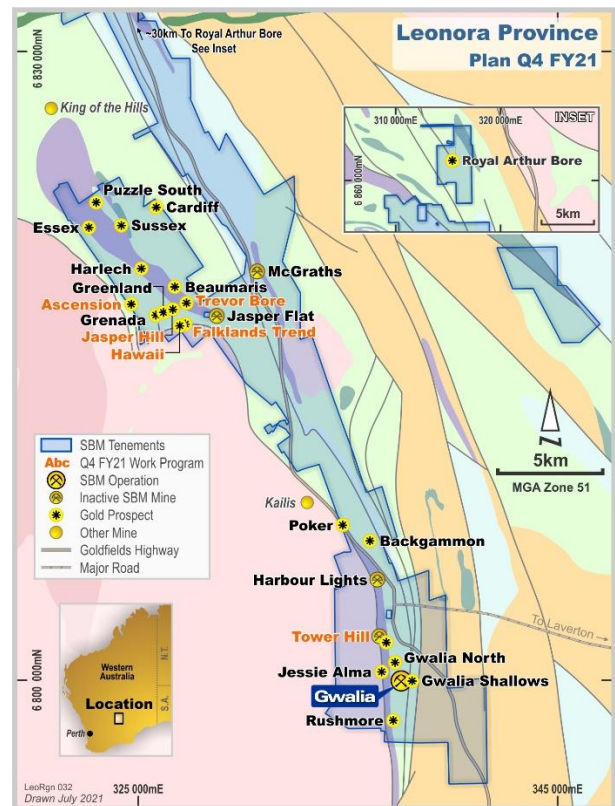 Leonora Province
Plan Q4 FY21
~30km To Royal Arthur Bore
See Inset
6 830 000mN
King of the Hills
INSET
310 000mE
320 000mE
Royal Arthur Bore
6 860 000mN
5km
Puzzle South
Cardiff
Essex
Sussex
Harlech
McGraths
Greenland
Beaumaris
Ascension
Trevor Bore
Grenada
Jasper Flat
Jasper Hill
Falklands Trend
Hawaii
N
5km
MGA Zone 51
SBM Tenements
Abc Q4 FY21 Work Program
SBM Operation
Inactive SBM Mine
Gold Prospect
Other Mine
Goldfields Highway
Major Road
Kailis
Poker
Backgammon
Harbour Lights
To Laverton
Tower Hill
Gwalia North
Jessie Alma
Gwalia Shallows
Gwalia
Rushmore
6 800 000mN
Western
Australia
N.T.
S.A.
Location
Perth
LeoRgn 032
Drawn July 2021
325 000mE
345 000mE